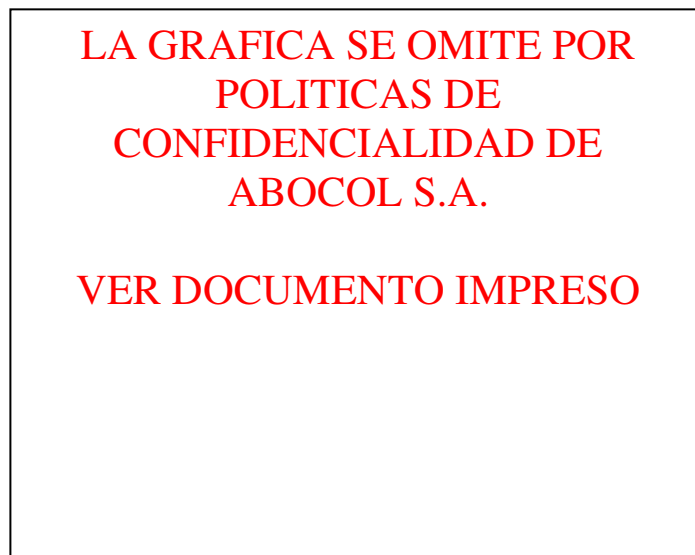 LA GRAFICA SE OMITE POR
POLITICAS DE
CONFIDENCIALIDAD DE
ABOCOL S.A.
VER DOCUMENTO IMPRESO